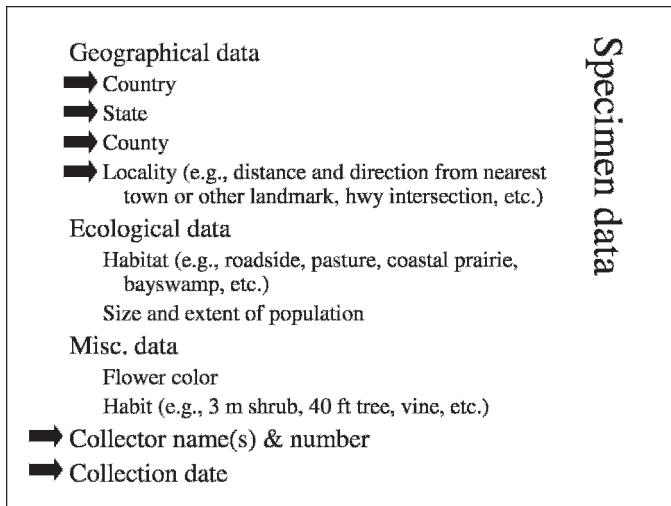 Specimen data
Geographical data
Country
State
County
Locality (e.g., distance and direction from nearest
town or other landmark, hwy intersection, etc.)
Ecological data
Habitat (e.g., roadside, pasture, coastal prairie,
bayswamp, etc.)
Size and extent of population
Misc. data
Flower color
Habit (e.g., 3 m shrub, 40 ft tree, vine, etc.)
Collector name(s) & number
Collection date